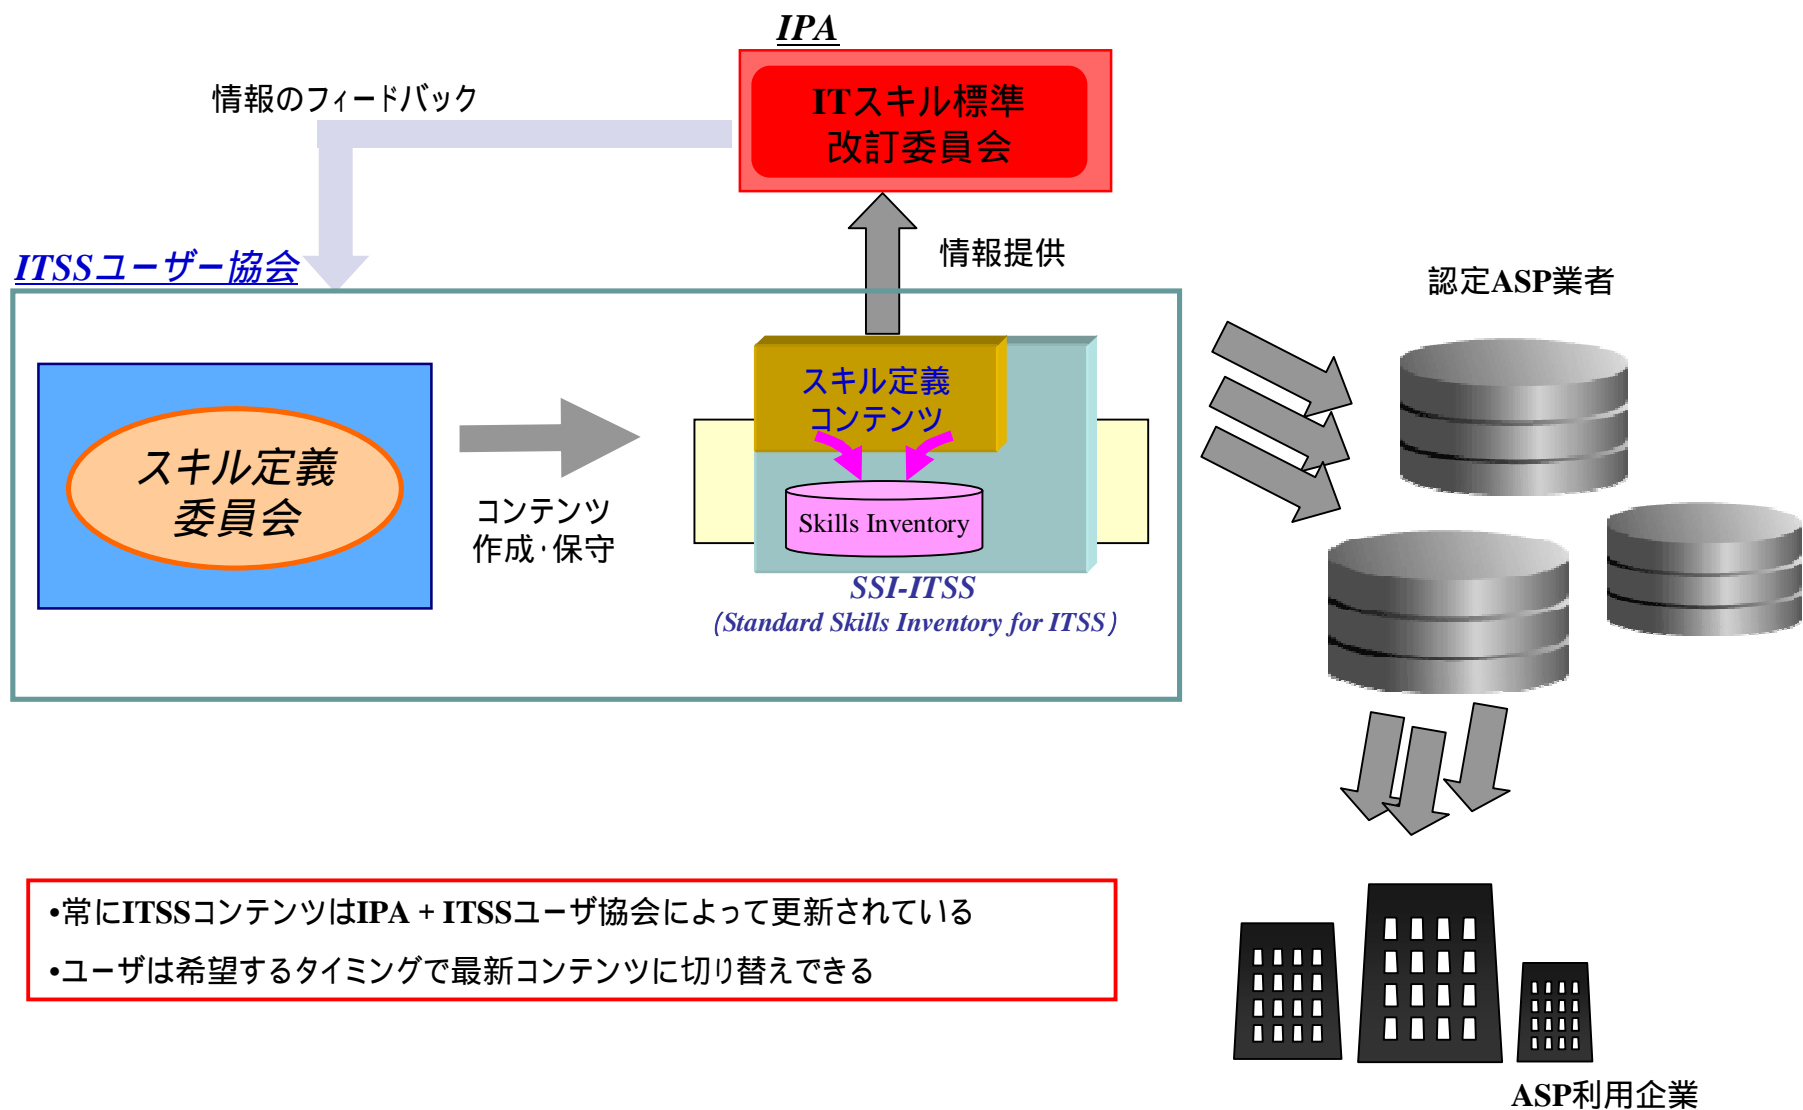 IPA
ITスキル標準
改訂委員会
情報のフィードバック
情報提供
ITSSユーザー協会
認定ASP業者
スキル定義
委員会
コンテンツ
作成・保守
スキル定義
コンテンツ
Skills Inventory
SSI-ITSS
(Standard Skills Inventory for ITSS)
•常にITSSコンテンツはIPA + ITSSユーザ協会によって更新されている
•ユーザは希望するタイミングで最新コンテンツに切り替えできる
ASP利用企業